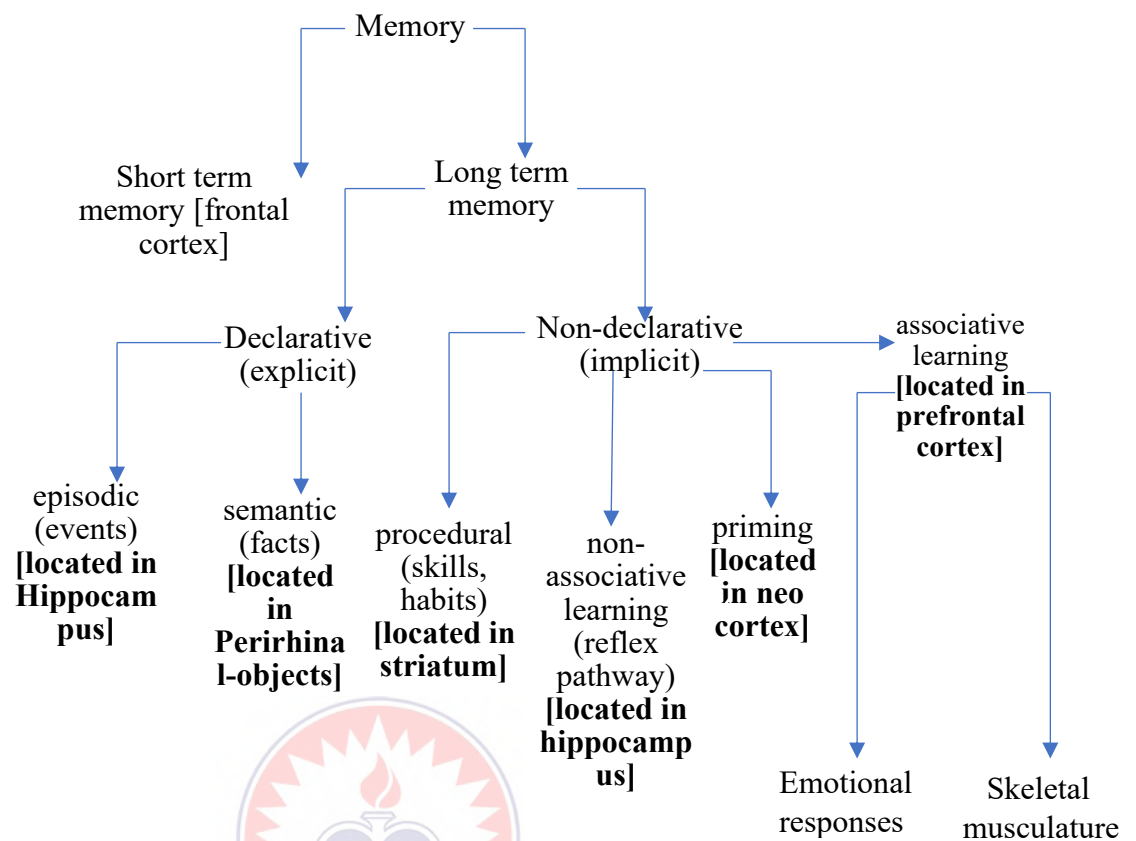 Memory
Short term
memory [frontal
cortex]
Long term
memory
Declarative
(explicit)
Non-declarative
(implicit)
associative
learning
[located in
prefrontal
cortex]
episodic
(events)
[located in
Hippocam
pus]
semantic
(facts)
[located
in
Perirhina
l-objects]
procedural
(skills,
habits)
[located in
striatum]
non-
associative
learning
(reflex
pathway)
[located in
hippocamp
us]
priming
[located
in neo
cortex]
Emotional
responses
Skeletal
musculature